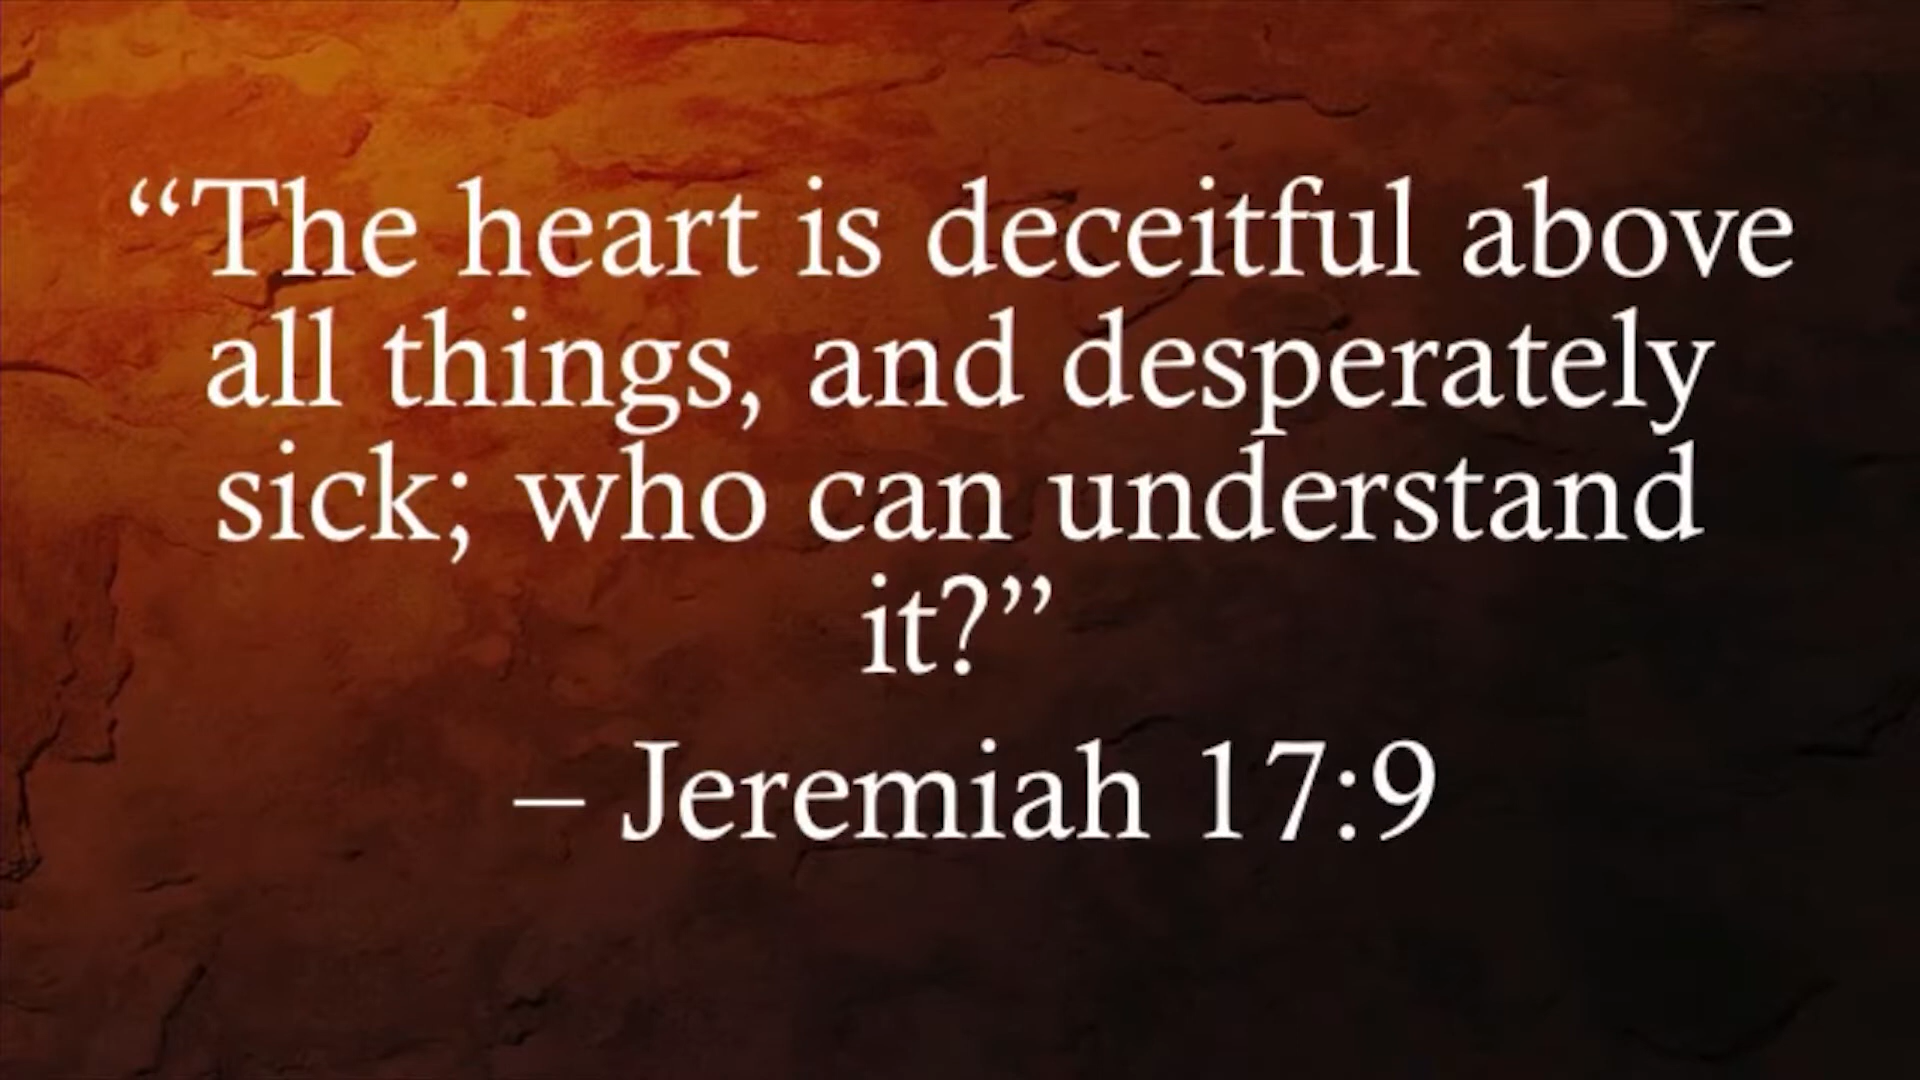 “The heart is deceitful above
all things, and desperately
sick; who can understand
it?”
– Jeremiah 17:9